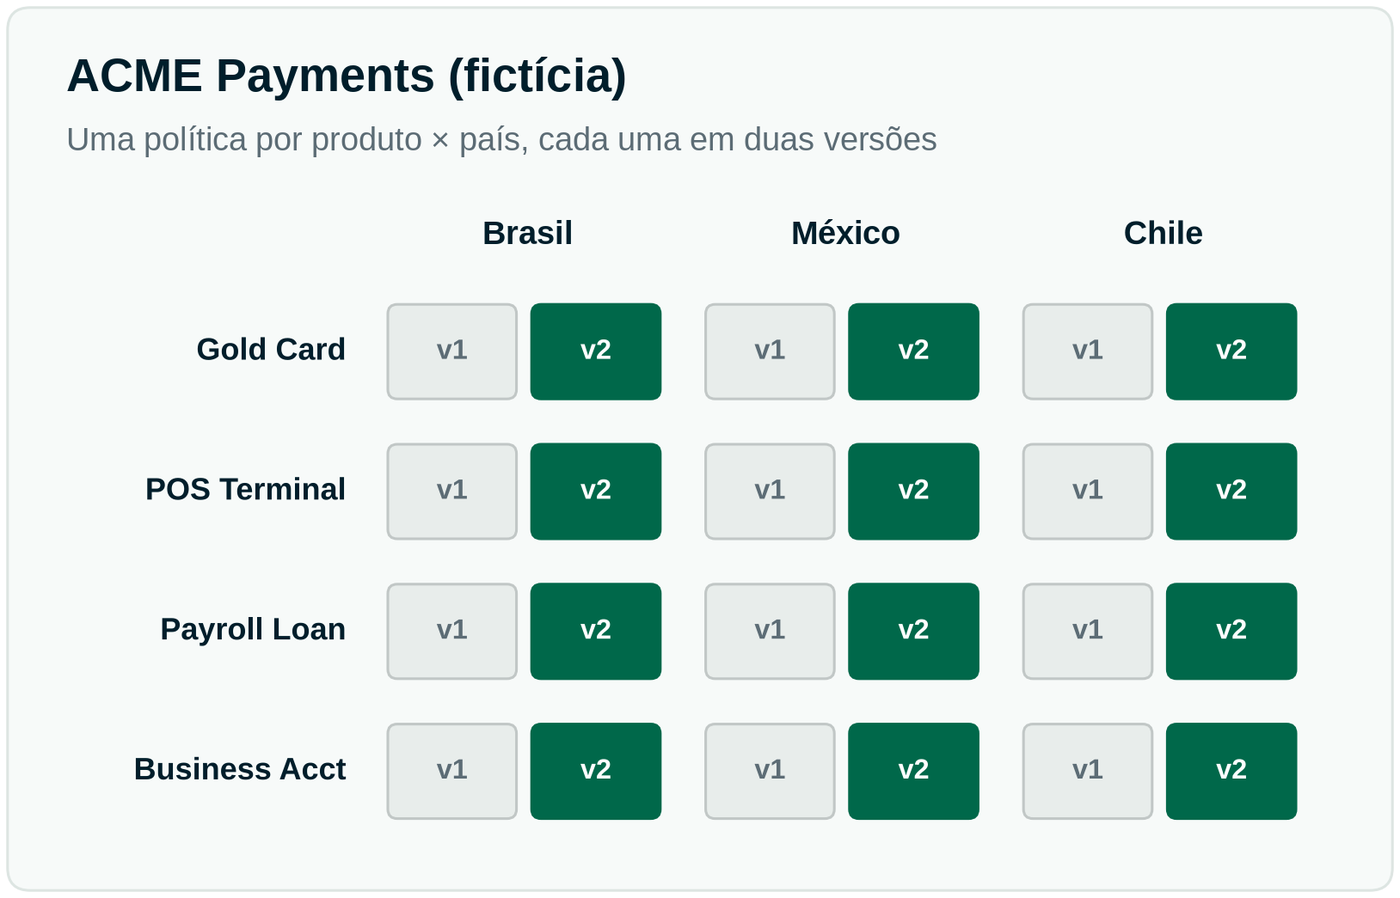 ACME Payments (fictícia)
Uma política por produto × país, cada uma em duas versões
Brasil México Chile
Gold Card v1 v2 v1 v2 v1 v2
POS Terminal v1 v2 v1 v2 v1 v2
Payroll Loan v1 v2 v1 v2 v1 v2
Business Acct v1 v2 v1 v2 v1 v2